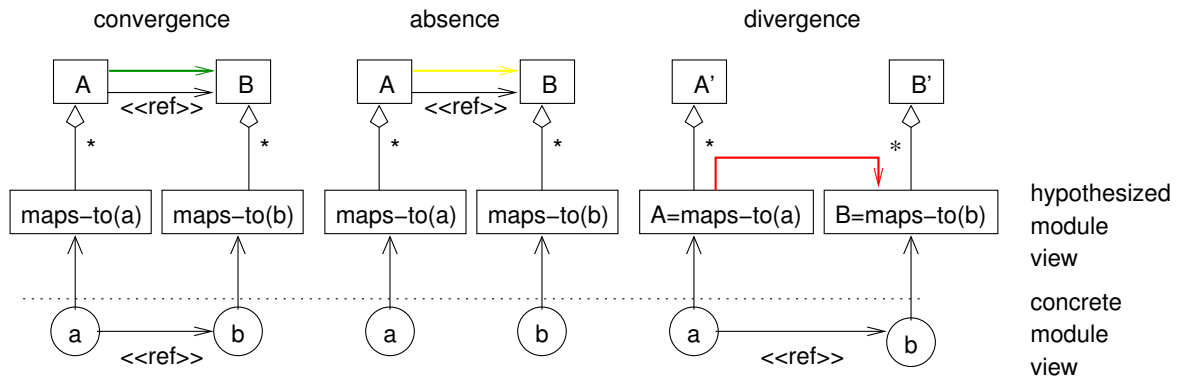 convergence absence divergence
A B A B A' B'
<<ref>> <<ref>>
* * * * * *
maps-to(a) maps-to(b) maps-to(a) maps-to(b) A=maps-to(a) B=maps-to(b)
hypothesized
module
view
concrete
module
view
a b a b a b
<<ref>> <<ref>>